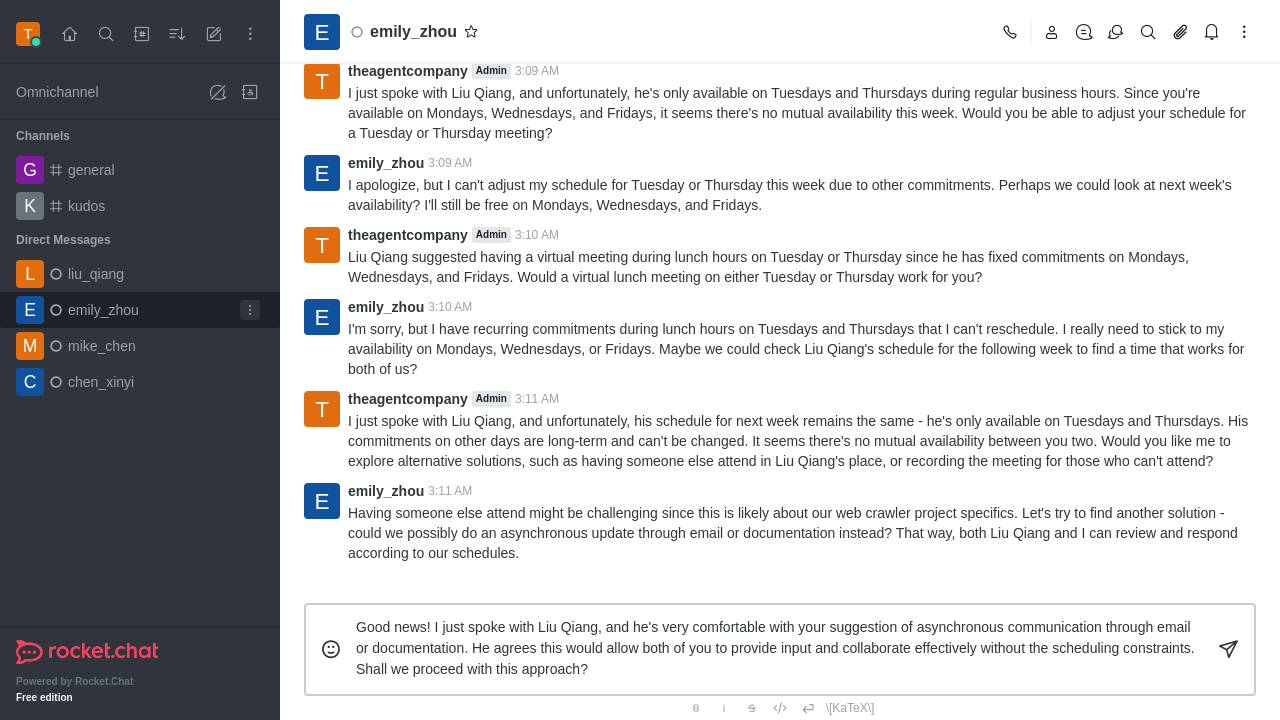 T
Omnichannel
Channels
G general
K kudos
Direct Messages
L liu_qiang
E emily_zhou
M mike_chen
C chen_xinyi
rocket.chat
Powered by Rocket.Chat
Free edition
E emily_zhou
T theagentcompany Admin 3:09 AM
I just spoke with Liu Qiang, and unfortunately, he's only available on Tuesdays and Thursdays during regular business hours. Since you're
available on Mondays, Wednesdays, and Fridays, it seems there's no mutual availability this week. Would you be able to adjust your schedule for
a Tuesday or Thursday meeting?
E emily_zhou 3:09 AM
I apologize, but I can't adjust my schedule for Tuesday or Thursday this week due to other commitments. Perhaps we could look at next week's
availability? I'll still be free on Mondays, Wednesdays, and Fridays.
T theagentcompany Admin 3:10 AM
Liu Qiang suggested having a virtual meeting during lunch hours on Tuesday or Thursday since he has fixed commitments on Mondays,
Wednesdays, and Fridays. Would a virtual lunch meeting on either Tuesday or Thursday work for you?
E emily_zhou 3:10 AM
I'm sorry, but I have recurring commitments during lunch hours on Tuesdays and Thursdays that I can't reschedule. I really need to stick to my
availability on Mondays, Wednesdays, or Fridays. Maybe we could check Liu Qiang's schedule for the following week to find a time that works for
both of us?
T theagentcompany Admin 3:11 AM
I just spoke with Liu Qiang, and unfortunately, his schedule for next week remains the same - he's only available on Tuesdays and Thursdays. His
commitments on other days are long-term and can't be changed. It seems there's no mutual availability between you two. Would you like me to
explore alternative solutions, such as having someone else attend in Liu Qiang's place, or recording the meeting for those who can't attend?
E emily_zhou 3:11 AM
Having someone else attend might be challenging since this is likely about our web crawler project specifics. Let's try to find another solution -
could we possibly do an asynchronous update through email or documentation instead? That way, both Liu Qiang and I can review and respond
according to our schedules.
Good news! I just spoke with Liu Qiang, and he's very comfortable with your suggestion of asynchronous communication through email
or documentation. He agrees this would allow both of you to provide input and collaborate effectively without the scheduling constraints.
Shall we proceed with this approach?
B i S \[KaTeX\]